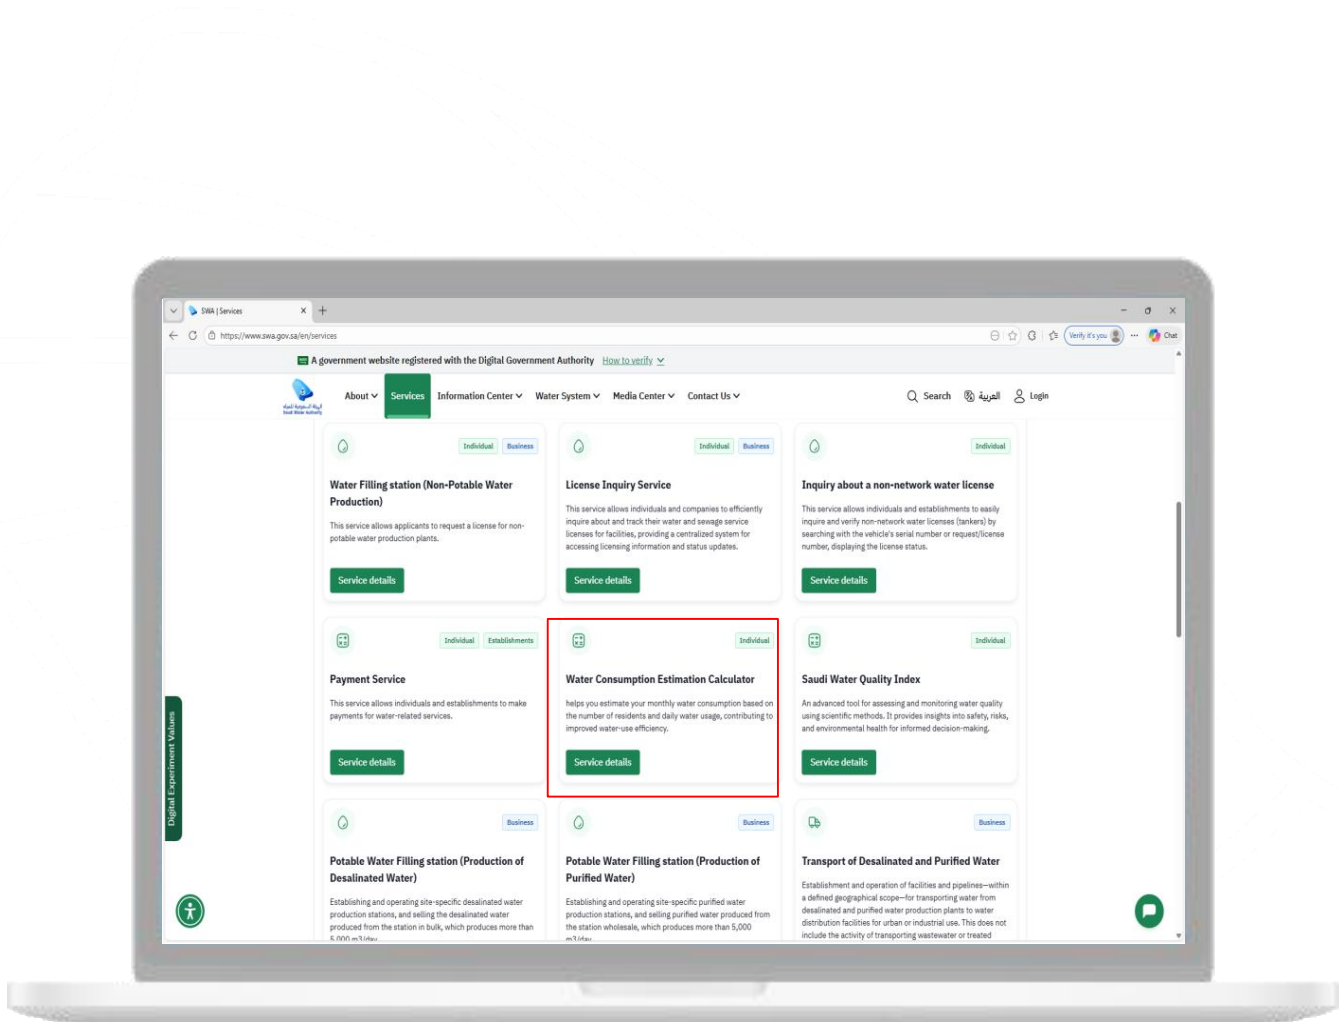 SWA | Services
https://www.swa.gov.sa/en/services
Verify it's you
Chat
A government website registered with the Digital Government Authority How to verify
الهيئة السعودية للمياه
Saudi Water Authority
About
Services
Information Center
Water System
Media Center
Contact Us
Search
العربية
Login
Individual Business
Water Filling station (Non-Potable Water
Production)
This service allows applicants to request a license for non-
potable water production plants.
Service details
Individual Business
License Inquiry Service
This service allows individuals and companies to efficiently
inquire about and track their water and sewage service
licenses for facilities, providing a centralized system for
accessing licensing information and status updates.
Service details
Individual
Inquiry about a non-network water license
This service allows individuals and establishments to easily
inquire and verify non-network water licenses (tankers) by
searching with the vehicle's serial number or request/license
number, displaying the license status.
Service details
Individual Establishments
Payment Service
This service allows individuals and establishments to make
payments for water-related services.
Service details
Individual
Water Consumption Estimation Calculator
helps you estimate your monthly water consumption based on
the number of residents and daily water usage, contributing to
improved water-use efficiency.
Service details
Individual
Saudi Water Quality Index
An advanced tool for assessing and monitoring water quality
using scientific methods. It provides insights into safety, risks,
and environmental health for informed decision-making.
Service details
Business
Potable Water Filling station (Production of
Desalinated Water)
Establishing and operating site-specific desalinated water
production stations, and selling the desalinated water
produced from the station in bulk, which produces more than
5,000 m3/day
Business
Potable Water Filling station (Production of
Purified Water)
Establishing and operating site-specific purified water
production stations, and selling purified water produced from
the station wholesale, which produces more than 5,000
m3/day
Business
Transport of Desalinated and Purified Water
Establishment and operation of facilities and pipelines—within
a defined geographical scope—for transporting water from
desalinated and purified water production plants to water
distribution facilities for urban or industrial use. This does not
include the activity of transporting wastewater or treated
Digital Experiment Values